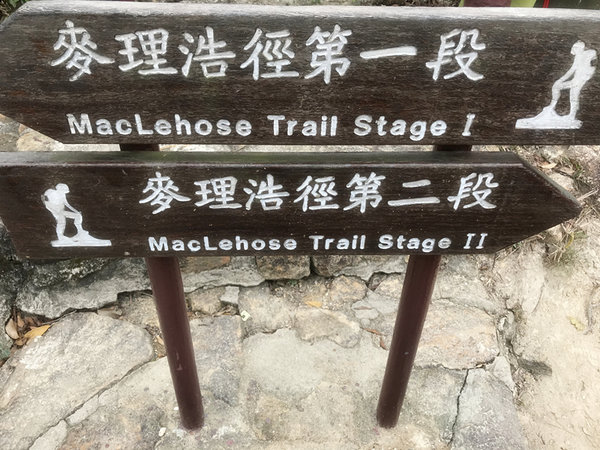 麥理浩徑第一段
MacLehose Trail Stage I
麥理浩徑第二段
MacLehose Trail Stage II